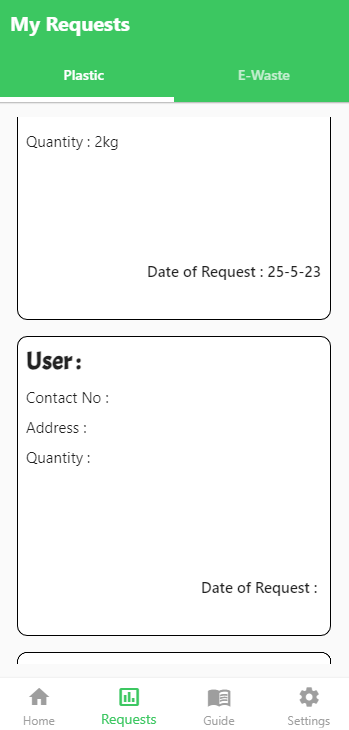 My Requests
Plastic E-Waste
Quantity : 2kg
Date of Request : 25-5-23
User :
Contact No :
Address :
Quantity :
Date of Request :
Home Requests Guide Settings